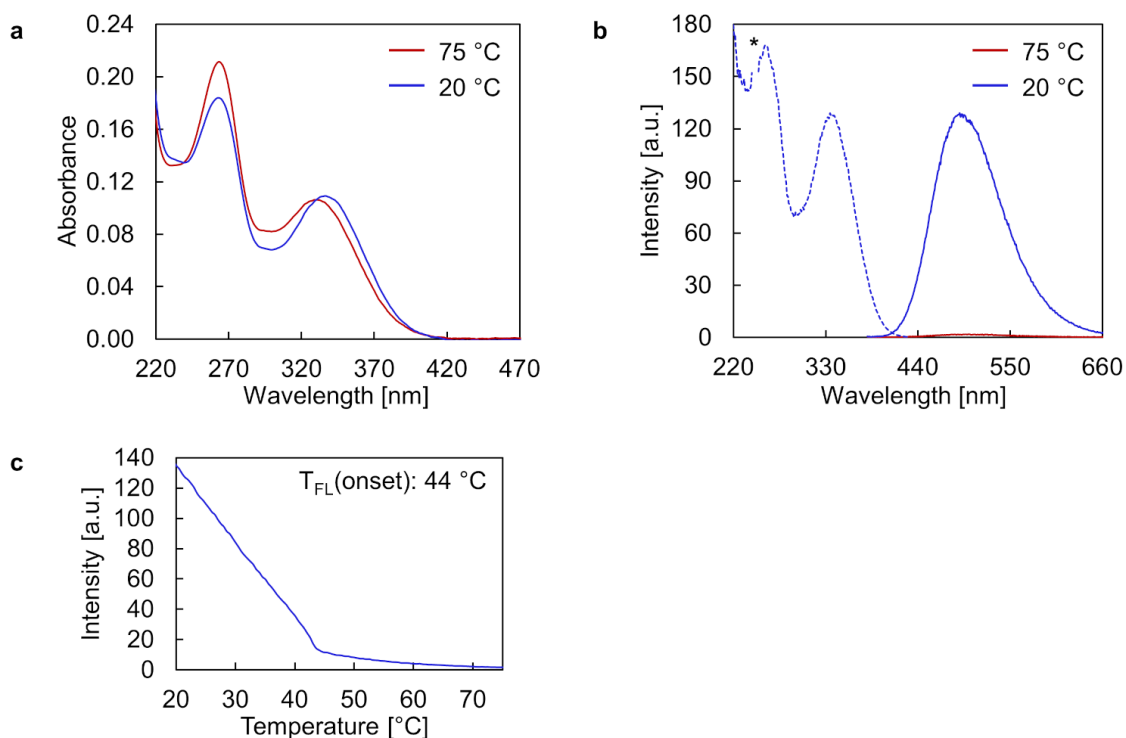 a
0.24
0.20
0.16
0.12
0.08
0.04
0.00
Absorbance
75 °C
20 °C
220 270 320 370 420 470
Wavelength [nm]
b
180
150
120
90
60
30
0
Intensity [a.u.]
*
75 °C
20 °C
220 330 440 550 660
Wavelength [nm]
c
140
120
100
80
60
40
20
0
Intensity [a.u.]
T_FL(onset): 44 °C
20 30 40 50 60 70
Temperature [°C]